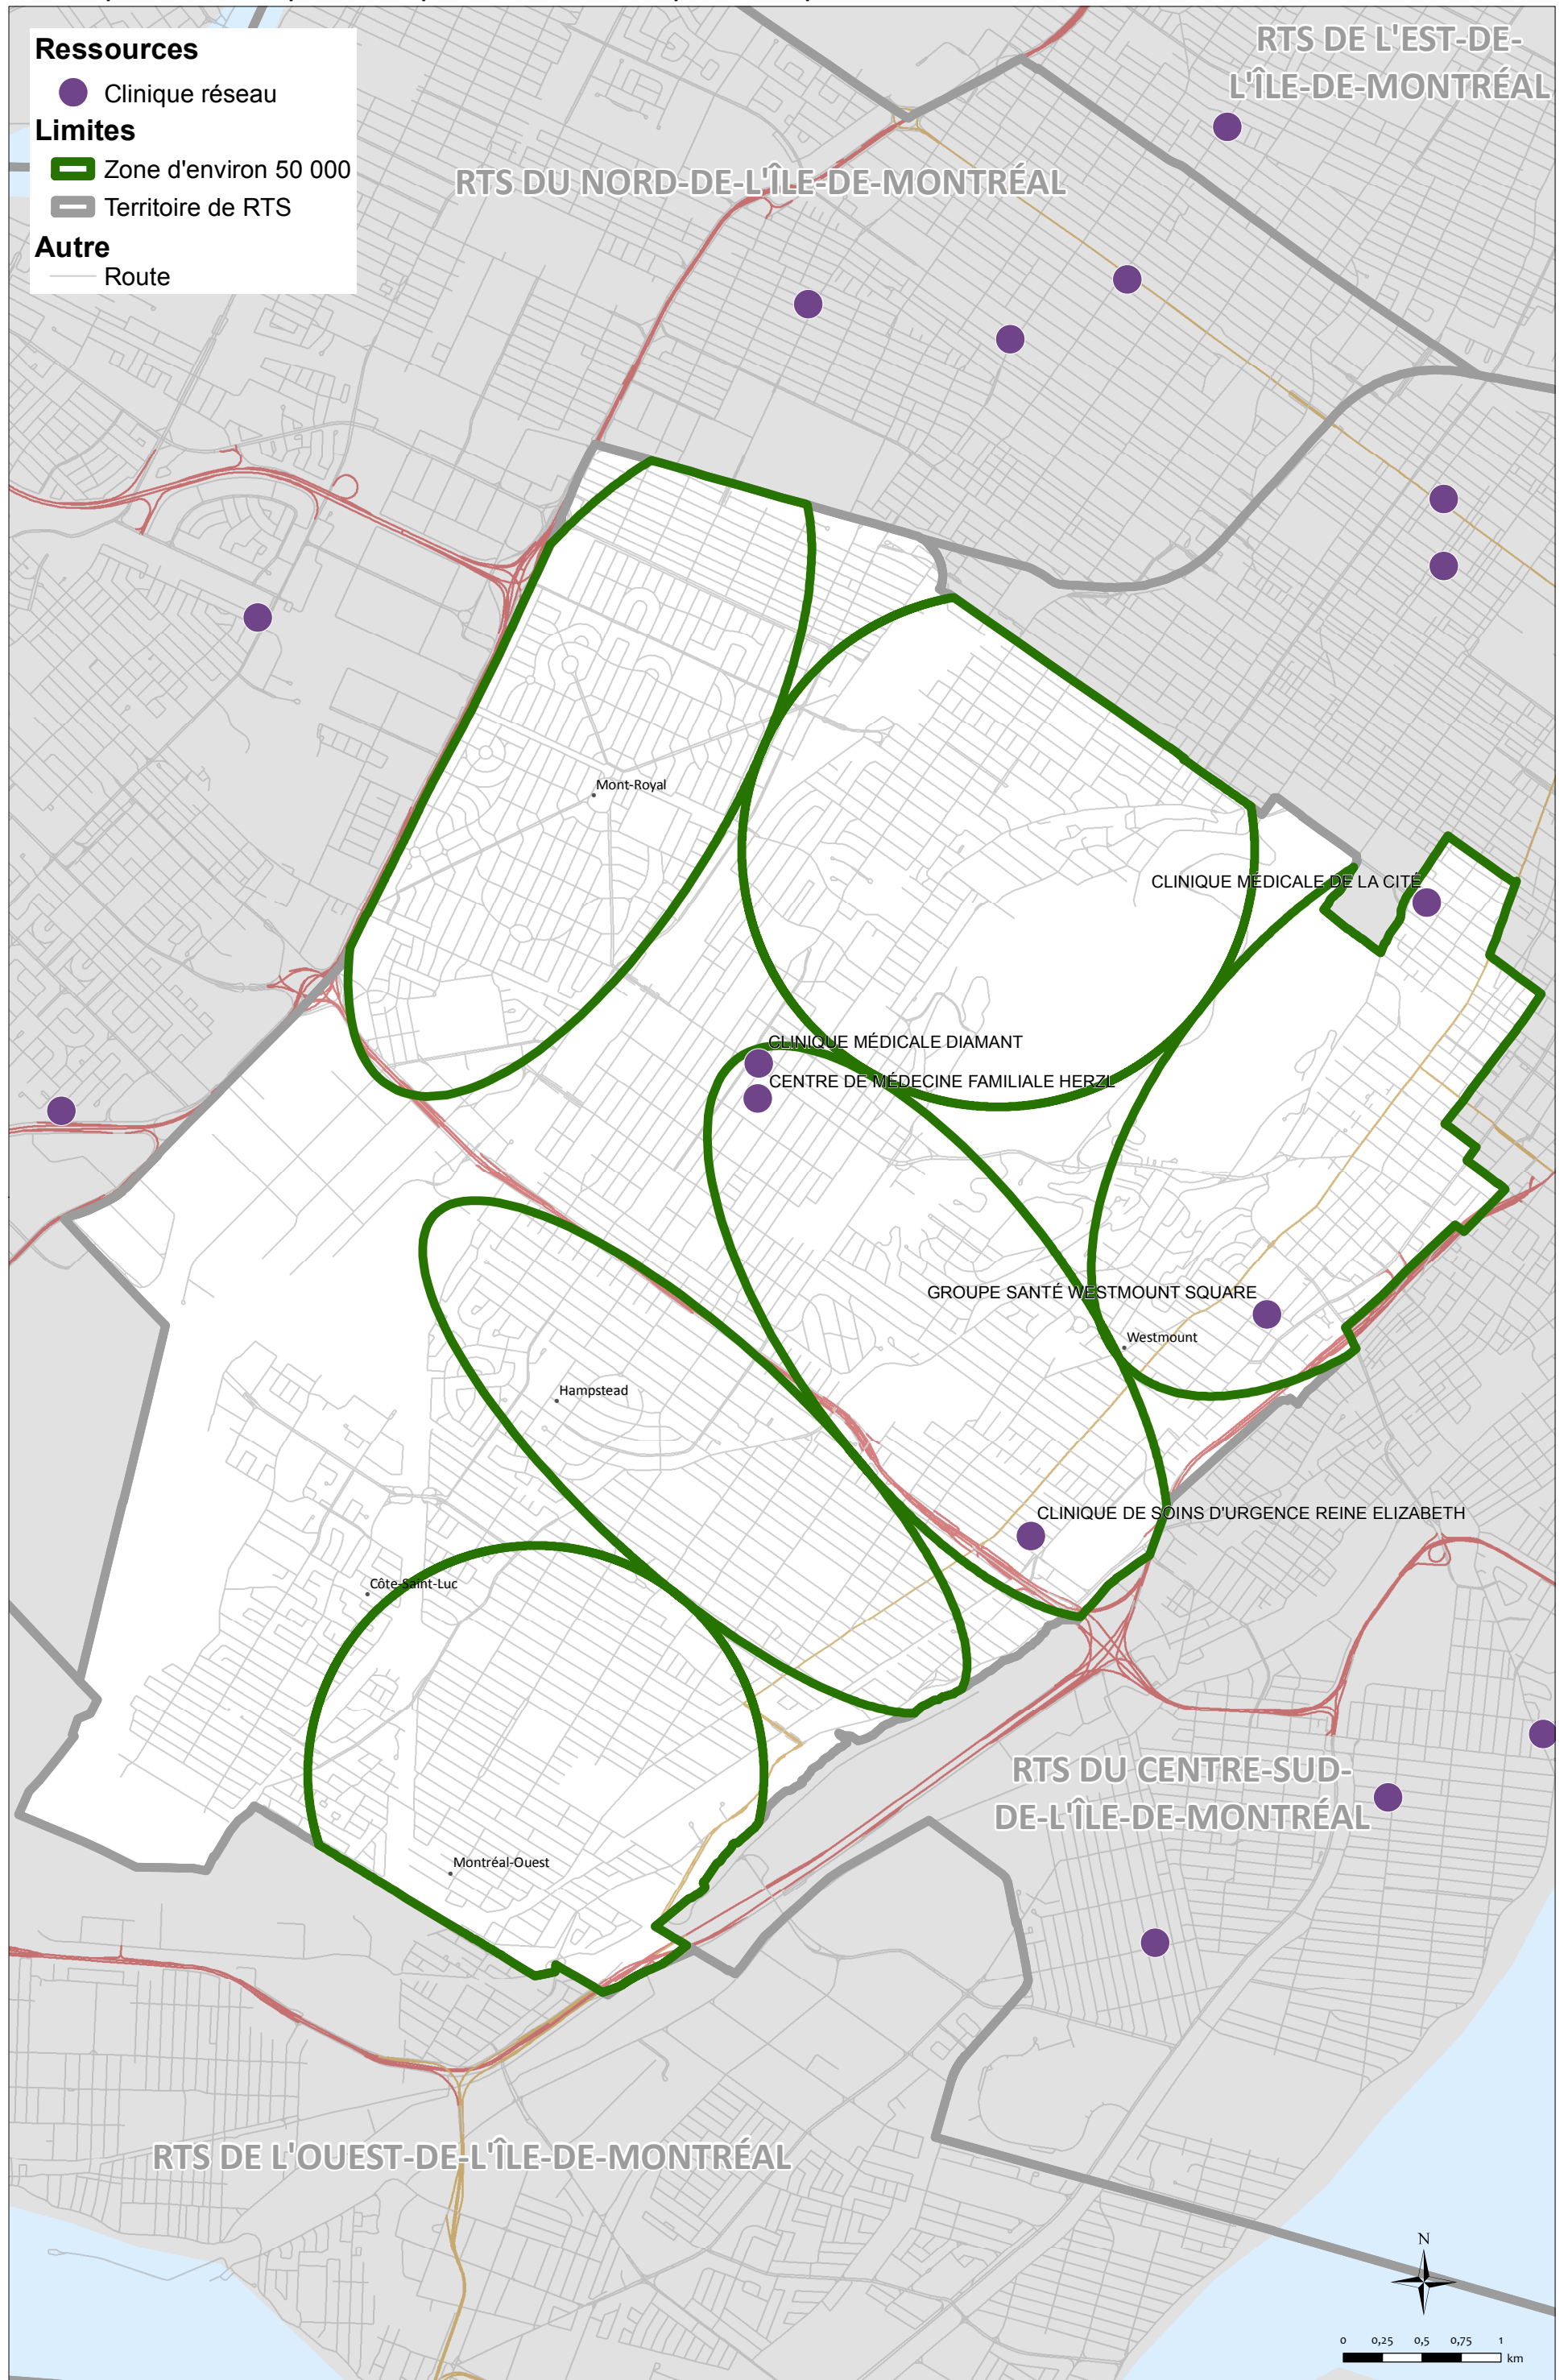 Ressources
Clinique réseau
Limites
Zone d'environ 50 000
Territoire de RTS
Autre
Route
RTS DE L'EST-DE-
L'ÎLE-DE-MONTRÉAL
RTS DU NORD-DE-L'ÎLE-DE-MONTRÉAL
Mont-Royal
CLINIQUE MÉDICALE DE LA CITÉ
CLINIQUE MÉDICALE DIAMANT
CENTRE DE MÉDECINE FAMILIALE HERZL
GROUPE SANTÉ WESTMOUNT SQUARE
Westmount
Hampstead
CLINIQUE DE SOINS D'URGENCE REINE ELIZABETH
Côte-Saint-Luc
RTS DU CENTRE-SUD-
DE-L'ÎLE-DE-MONTRÉAL
Montréal-Ouest
RTS DE L'OUEST-DE-L'ÎLE-DE-MONTRÉAL
N
0 0,25 0,5 0,75 1
km